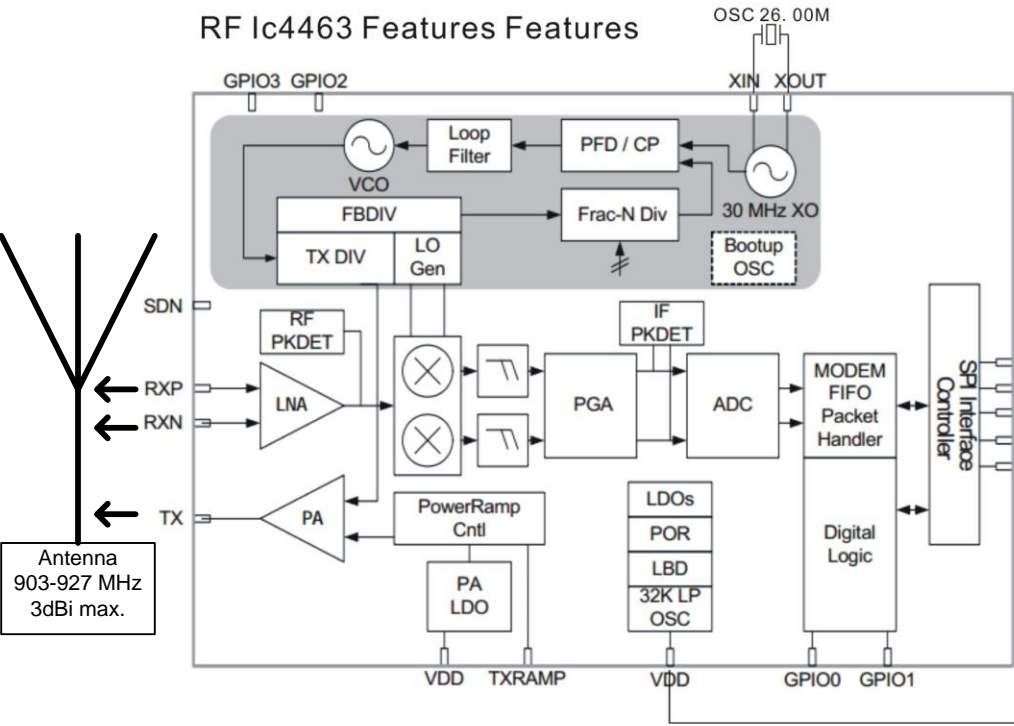 RF Ic4463 Features Features
OSC 26. 00M
GPIO3 GPIO2
XIN XOUT
Loop
Filter
PFD / CP
VCO
30 MHz XO
FBDIV
Frac-N Div
TX DIV
LO
Gen
Bootup
OSC
SDN
RF
PKDET
IF
PKDET
RXP
RXN
LNA
PGA
ADC
MODEM
FIFO
Packet
Handler
SPI Interface
Controller
TX
PA
PowerRamp
Cntl
LDOs
POR
LBD
32K LP
OSC
Digital
Logic
PA
LDO
Antenna
903-927 MHz
3dBi max.
VDD
TXRAMP
VDD
GPIO0
GPIO1